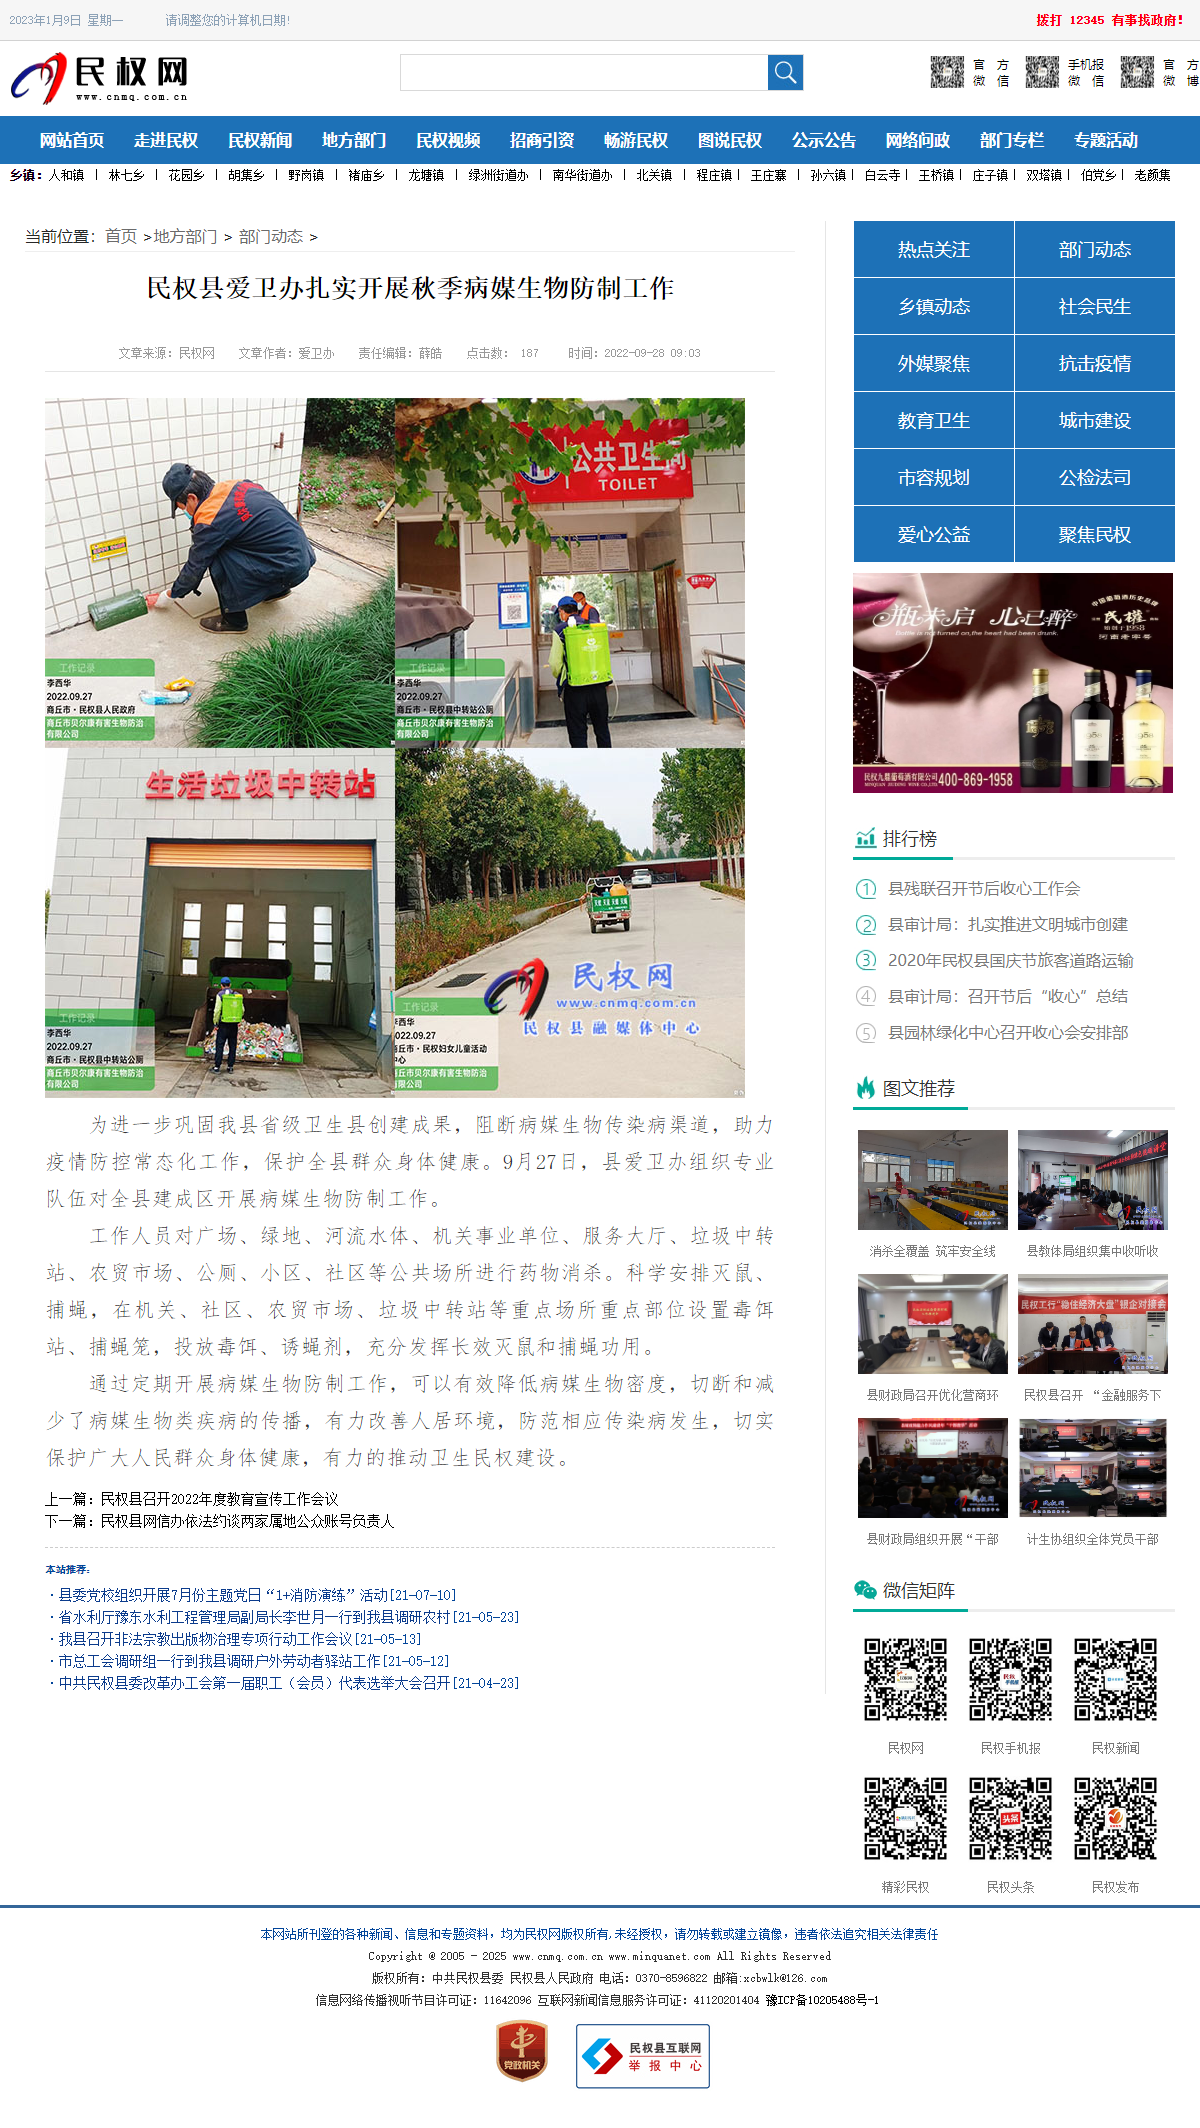 2023年1月9日 星期一 请调整您的计算机日期!
拨打 12345 有事找政府!
民权网
www.cnmq.com.cn
官 方
微 信
手机报
微 信
官 方
微 博
网站首页 走进民权 民权新闻 地方部门 民权视频 招商引资 畅游民权 图说民权 公示公告 网络问政 部门专栏 专题活动
乡镇：人和镇 | 林七乡 | 花园乡 | 胡集乡 | 野岗镇 | 褚庙乡 | 龙塘镇 | 绿洲街道办 | 南华街道办 | 北关镇 | 程庄镇| 王庄寨 | 孙六镇| 白云寺| 王桥镇| 庄子镇| 双塔镇| 伯党乡| 老颜集
当前位置：首页 >地方部门 > 部门动态 >
民权县爱卫办扎实开展秋季病媒生物防制工作
文章来源：民权网 文章作者：爱卫办 责任编辑：薛皓 点击数： 187 时间：2022-09-28 09:03
公共卫生间
TOILET
工作记录
李西华
2022.09.27
商丘市·民权县人民政府
商丘市贝尔康有害生物防治
有限公司
工作记录
李西华
2022.09.27
商丘市·民权县中转站公厕
商丘市贝尔康有害生物防治
有限公司
生活垃圾中转站
工作记录
李西华
2022.09.27
商丘市·民权县中转站公厕
商丘市贝尔康有害生物防治
有限公司
民权网
www.cnmq.com.cn
民权县融媒体中心
工作记录
李西华
022.09.27
丘市·民权妇女儿童活动
中心
商丘市贝尔康有害生物防治
有限公司
为进一步巩固我县省级卫生县创建成果，阻断病媒生物传染病渠道，助力
疫情防控常态化工作，保护全县群众身体健康。9月27日，县爱卫办组织专业
队伍对全县建成区开展病媒生物防制工作。
工作人员对广场、绿地、河流水体、机关事业单位、服务大厅、垃圾中转
站、农贸市场、公厕、小区、社区等公共场所进行药物消杀。科学安排灭鼠、
捕蝇，在机关、社区、农贸市场、垃圾中转站等重点场所重点部位设置毒饵
站、捕蝇笼，投放毒饵、诱蝇剂，充分发挥长效灭鼠和捕蝇功用。
通过定期开展病媒生物防制工作，可以有效降低病媒生物密度，切断和减
少了病媒生物类疾病的传播，有力改善人居环境，防范相应传染病发生，切实
保护广大人民群众身体健康，有力的推动卫生民权建设。
上一篇：民权县召开2022年度教育宣传工作会议
下一篇：民权县网信办依法约谈两家属地公众账号负责人
本站推荐:
·县委党校组织开展7月份主题党日“1+消防演练”活动[21-07-10]
·省水利厅豫东水利工程管理局副局长李世月一行到我县调研农村[21-05-23]
·我县召开非法宗教出版物治理专项行动工作会议[21-05-13]
·市总工会调研组一行到我县调研户外劳动者驿站工作[21-05-12]
·中共民权县委改革办工会第一届职工（会员）代表选举大会召开[21-04-23]
热点关注 部门动态
乡镇动态 社会民生
外媒聚焦 抗击疫情
教育卫生 城市建设
市容规划 公检法司
爱心公益 聚焦民权
瓶未启 心已醉
Bottle is not turned on,the heart had been drunk.
中国葡萄酒历史品牌
民權
始创于1958
河南老字号
民权九鼎葡萄酒有限公司400-869-1958
排行榜
1 县残联召开节后收心工作会
2 县审计局：扎实推进文明城市创建
3 2020年民权县国庆节旅客道路运输
4 县审计局：召开节后“收心”总结
5 县园林绿化中心召开收心会安排部
图文推荐
消杀全覆盖 筑牢安全线
县教体局组织集中收听收
民权工行“稳住经济大盘”银企对接会
县财政局召开优化营商环
民权县召开 “金融服务下
县财政局组织开展“干部
计生协组织全体党员干部
微信矩阵
民权网 民权手机报 民权新闻
头条
精彩民权 民权头条 民权发布
本网站所刊登的各种新闻、信息和专题资料，均为民权网版权所有,未经授权，请勿转载或建立镜像，违者依法追究相关法律责任
Copyright @ 2005 - 2025 www.cnmq.com.cn www.minquanet.com All Rights Reserved
版权所有：中共民权县委 民权县人民政府 电话：0370-8596822 邮箱:xcbwlk@126.com
信息网络传播视听节目许可证：11642096 互联网新闻信息服务许可证：41120201404 豫ICP备10205488号-1
党政机关
民权县互联网
举报中心